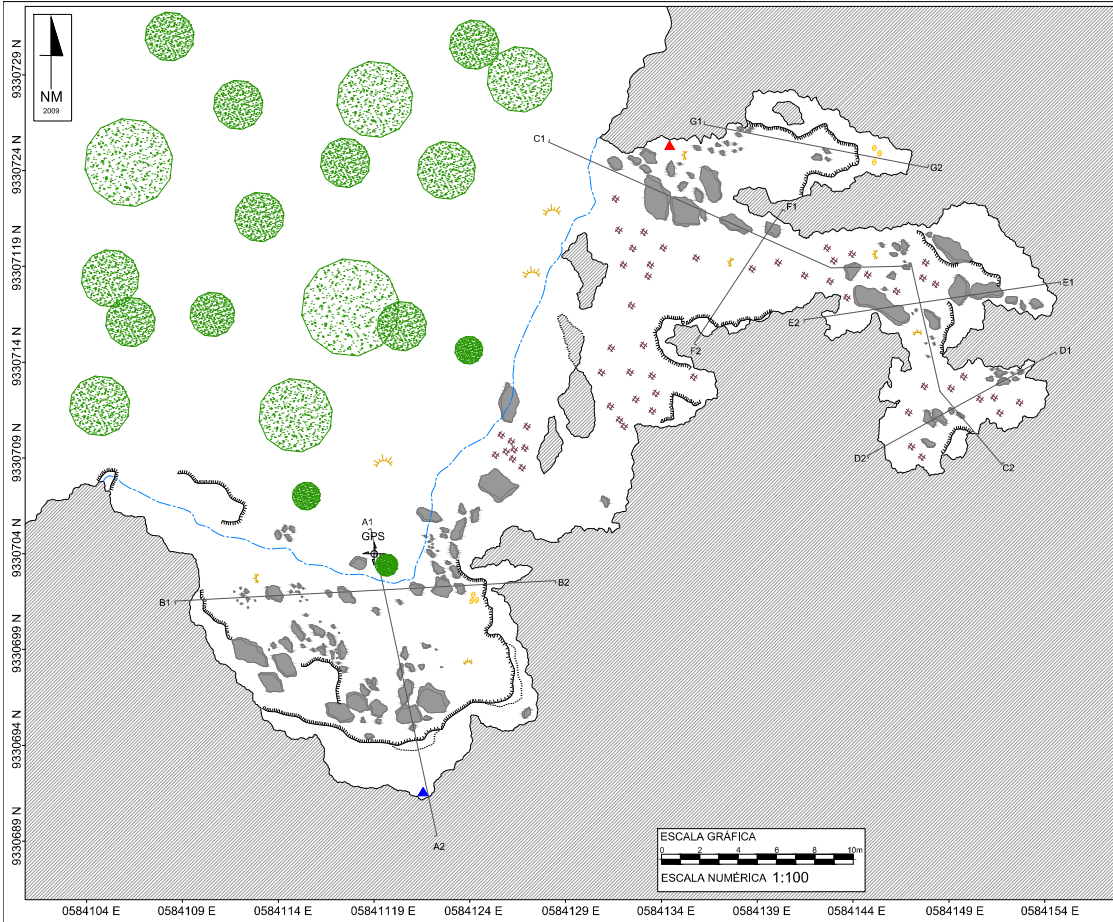 NM
2009
9330729 N
9330724 N
9330719 N
9330714 N
9330709 N
9330704 N
9330699 N
9330694 N
9330689 N
C1
G1
G2
F1
E1
E2
F2
D1
D2
C2
A1
GPS
B1
B2
A2
ESCALA GRÁFICA
0 2 4 6 8 10m
ESCALA NUMÉRICA 1:100
0584104 E 0584109 E 0584114 E 0584119 E 0584124 E 0584129 E 0584134 E 0584139 E 0584144 E 0584149 E 0584154 E